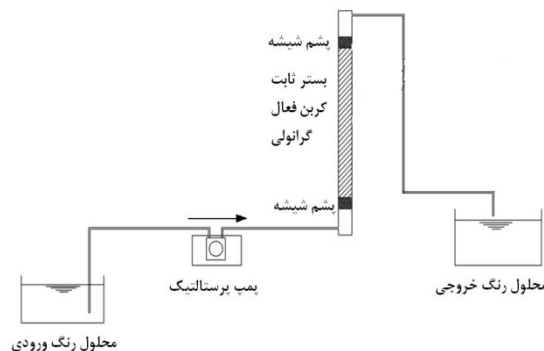 پشم شیشه
بستر ثابت
کربن فعال
گرانولی
پشم شیشه
پمپ پرستالتیک
محلول رنگ خروجی
محلول رنگ ورودی